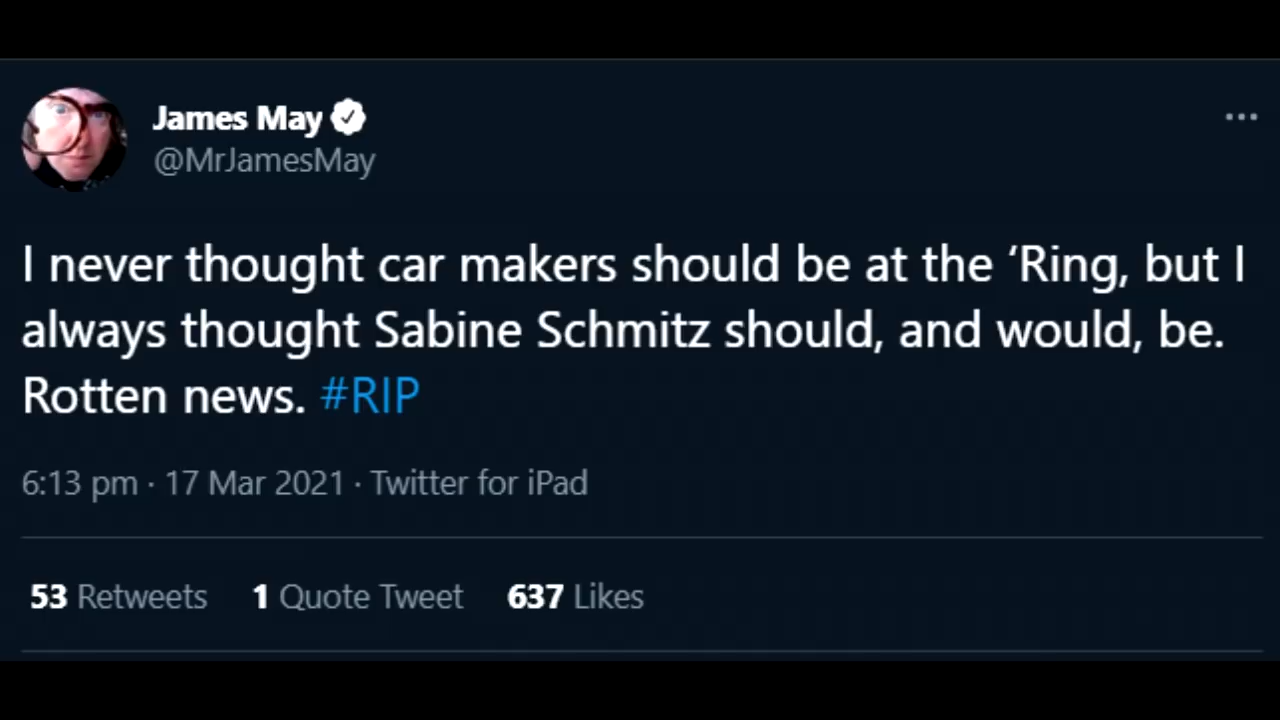 James May
@MrJamesMay
I never thought car makers should be at the ‘Ring, but I
always thought Sabine Schmitz should, and would, be.
Rotten news. #RIP
6:13 pm · 17 Mar 2021 · Twitter for iPad
53 Retweets 1 Quote Tweet 637 Likes